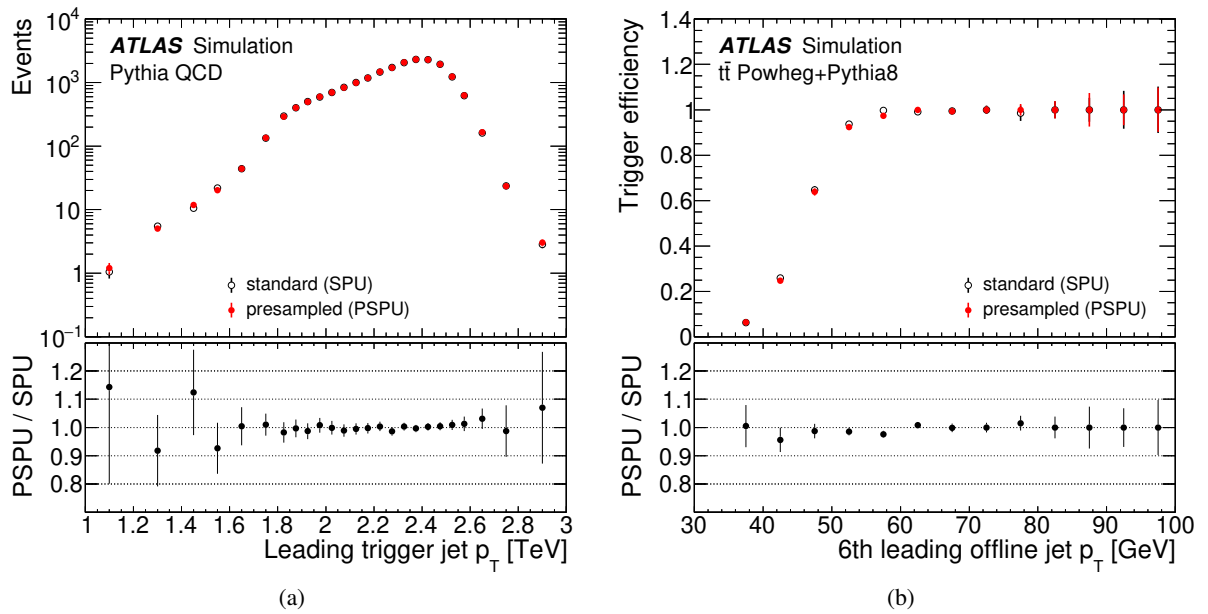 Events
10⁴
10³
10²
10
1
10⁻¹
ATLAS Simulation
Pythia QCD
standard (SPU)
presampled (PSPU)
PSPU / SPU
1.2
1.1
1.0
0.9
0.8
1 1.2 1.4 1.6 1.8 2 2.2 2.4 2.6 2.8 3
Leading trigger jet p_T [TeV]
(a)
Trigger efficiency
1.4
1.2
1
0.8
0.6
0.4
0.2
0
ATLAS Simulation
tt̄ Powheg+Pythia8
standard (SPU)
presampled (PSPU)
PSPU / SPU
1.2
1.1
1.0
0.9
0.8
30 40 50 60 70 80 90 100
6th leading offline jet p_T [GeV]
(b)